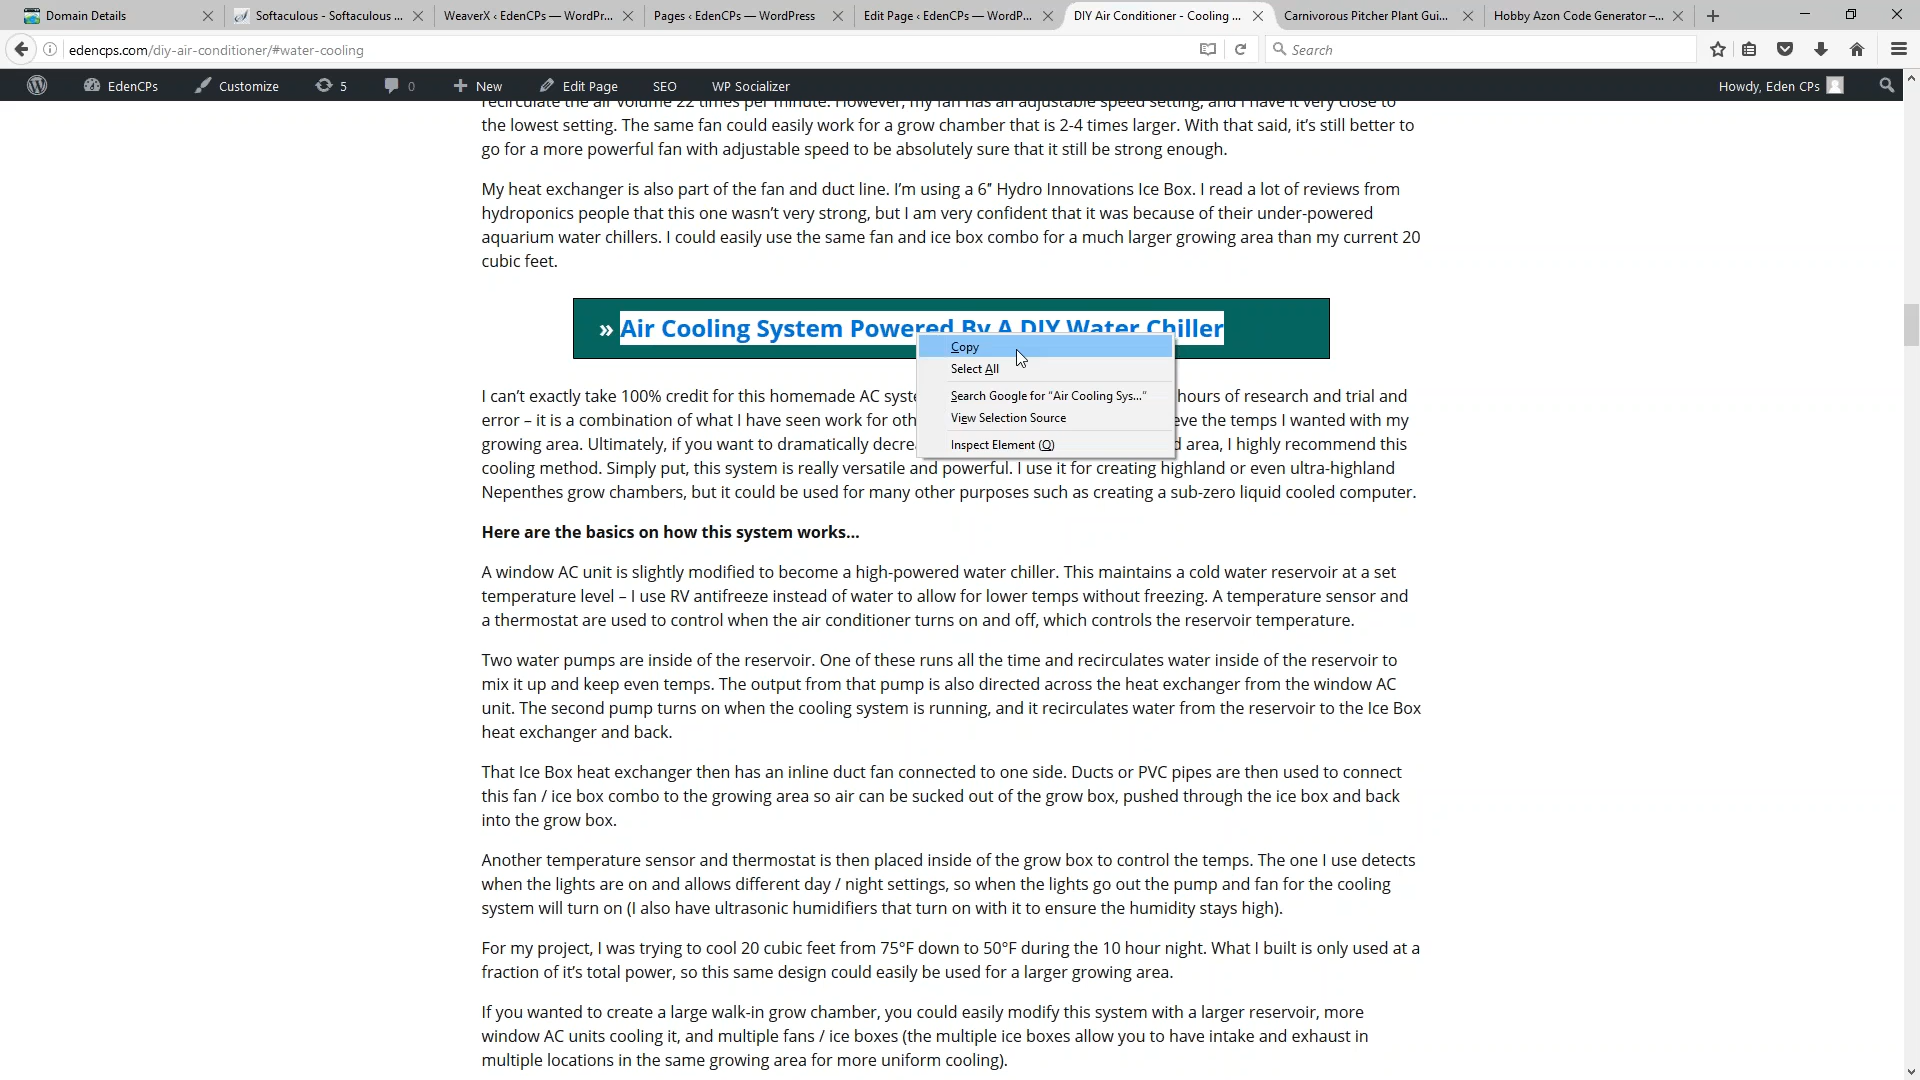 Domain Details
Softaculous - Softaculous ...
WeaverX ‹ EdenCPs — WordPr...
Pages ‹ EdenCPs — WordPress
Edit Page ‹ EdenCPs — WordP...
DIY Air Conditioner - Cooling ...
Carnivorous Pitcher Plant Gui...
Hobby Azon Code Generator –...
edencps.com/diy-air-conditioner/#water-cooling
Search
EdenCPs
Customize
5
0
New
Edit Page
SEO
WP Socializer
Howdy, Eden CPs
recirculate the air volume 22 times per minute. However, my fan has an adjustable speed setting, and I have it very close to
the lowest setting. The same fan could easily work for a grow chamber that is 2-4 times larger. With that said, it’s still better to
go for a more powerful fan with adjustable speed to be absolutely sure that it still be strong enough.
My heat exchanger is also part of the fan and duct line. I’m using a 6″ Hydro Innovations Ice Box. I read a lot of reviews from
hydroponics people that this one wasn’t very strong, but I am very confident that it was because of their under-powered
aquarium water chillers. I could easily use the same fan and ice box combo for a much larger growing area than my current 20
cubic feet.
» Air Cooling System Powered By A DIY Water Chiller
Copy
Select All
Search Google for “Air Cooling Sys...”
View Selection Source
Inspect Element (Q)
I can’t exactly take 100% credit for this homemade AC syste hours of research and trial and
error – it is a combination of what I have seen work for oth eve the temps I wanted with my
growing area. Ultimately, if you want to dramatically decrea d area, I highly recommend this
cooling method. Simply put, this system is really versatile and powerful. I use it for creating highland or even ultra-highland
Nepenthes grow chambers, but it could be used for many other purposes such as creating a sub-zero liquid cooled computer.
Here are the basics on how this system works...
A window AC unit is slightly modified to become a high-powered water chiller. This maintains a cold water reservoir at a set
temperature level – I use RV antifreeze instead of water to allow for lower temps without freezing. A temperature sensor and
a thermostat are used to control when the air conditioner turns on and off, which controls the reservoir temperature.
Two water pumps are inside of the reservoir. One of these runs all the time and recirculates water inside of the reservoir to
mix it up and keep even temps. The output from that pump is also directed across the heat exchanger from the window AC
unit. The second pump turns on when the cooling system is running, and it recirculates water from the reservoir to the Ice Box
heat exchanger and back.
That Ice Box heat exchanger then has an inline duct fan connected to one side. Ducts or PVC pipes are then used to connect
this fan / ice box combo to the growing area so air can be sucked out of the grow box, pushed through the ice box and back
into the grow box.
Another temperature sensor and thermostat is then placed inside of the grow box to control the temps. The one I use detects
when the lights are on and allows different day / night settings, so when the lights go out the pump and fan for the cooling
system will turn on (I also have ultrasonic humidifiers that turn on with it to ensure the humidity stays high).
For my project, I was trying to cool 20 cubic feet from 75°F down to 50°F during the 10 hour night. What I built is only used at a
fraction of it’s total power, so this same design could easily be used for a larger growing area.
If you wanted to create a large walk-in grow chamber, you could easily modify this system with a larger reservoir, more
window AC units cooling it, and multiple fans / ice boxes (the multiple ice boxes allow you to have intake and exhaust in
multiple locations in the same growing area for more uniform cooling).